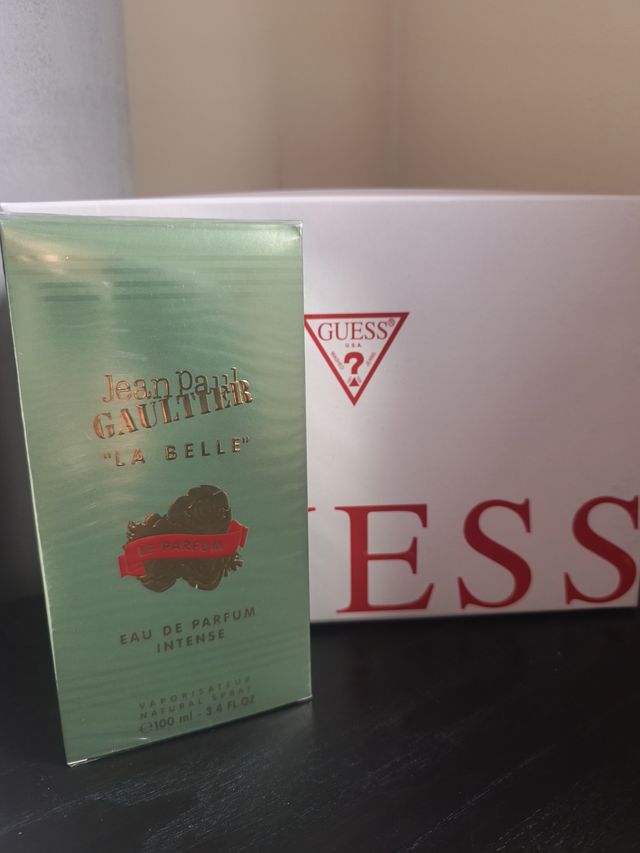 Jean Paul
GAULTIER
"LA BELLE"
LE PARFUM
EAU DE PARFUM
INTENSE
VAPORISATEUR
NATURAL SPRAY
℮100 ml - 3.4 FL.OZ
GUESS®
U.S.A.
?
ESS